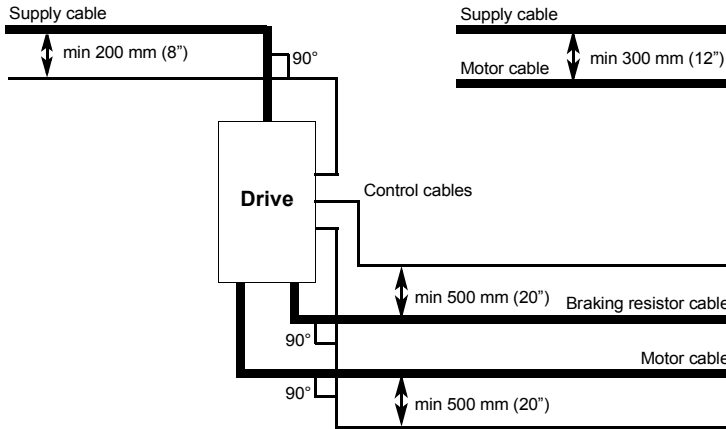 Supply cable
min 200 mm (8”)
90°
Supply cable
Motor cable
min 300 mm (12”)
Drive
Control cables
min 500 mm (20”)
Braking resistor cable
90°
Motor cable
90°
min 500 mm (20”)